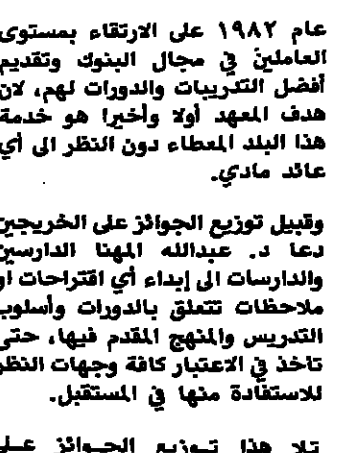 عام ١٩٨٢ على الارتقاء بمستوى
العاملين في مجال البنوك وتقديم
أفضل التدريبات والدورات لهم، لان
هدف المعهد أولا وأخيرا هو خدمة
هذا البلد المعطاء دون النظر الى أي
عائد مادي.
وقبيل توزيع الجوائز على الخريجين
دعا د. عبدالله المهنا الدارسين
والدارسات الى إبداء أي اقتراحات او
ملاحظات تتعلق بالدورات وأسلوب
التدريس والمنهج المقدم فيها، حتى
تاخذ في الاعتبار كافة وجهات النظر
للاستفادة منها في المستقبل.
تلا هذا توزيع الجوائز على